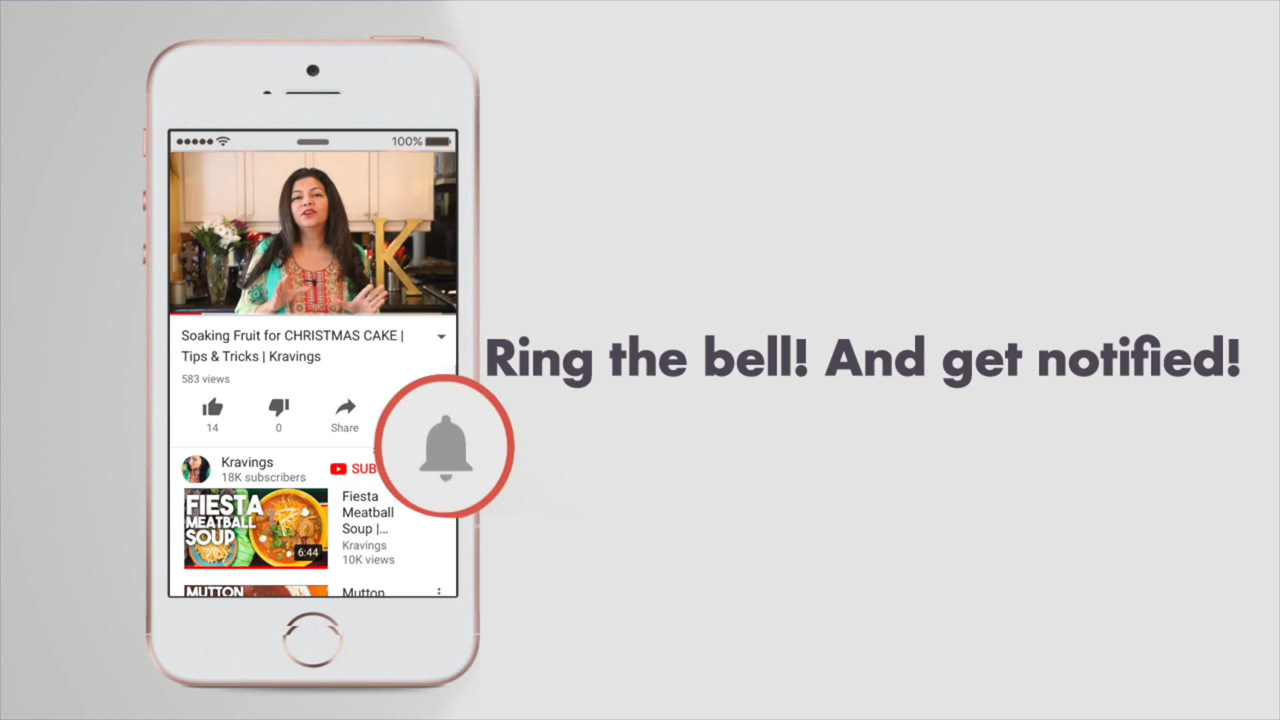 100%
K
Soaking Fruit for CHRISTMAS CAKE |
Tips & Tricks | Kravings
583 views
14
0
Share
Kravings
18K subscribers
SUB
FIESTA
MEATBALL
SOUP
6:44
Fiesta
Meatball
Soup |...
Kravings
10K views
MUTTON
Mutton
Ring the bell! And get notified!